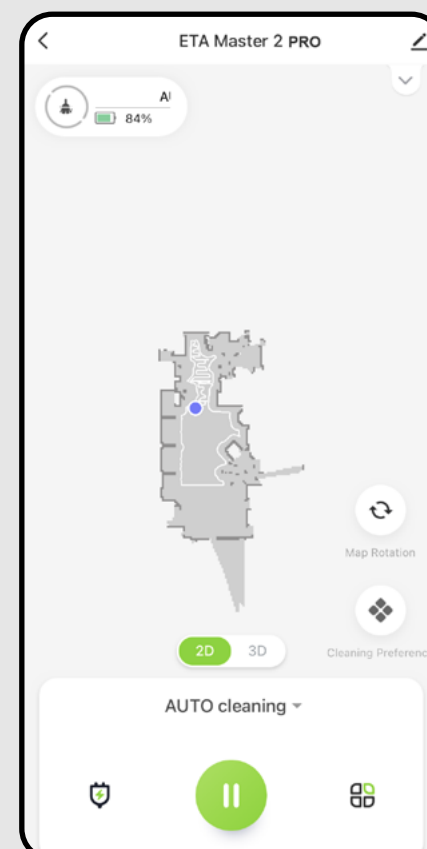 ETA Master 2 PRO
84%
Map Rotation
2D 3D
Cleaning Preferenc
AUTO cleaning